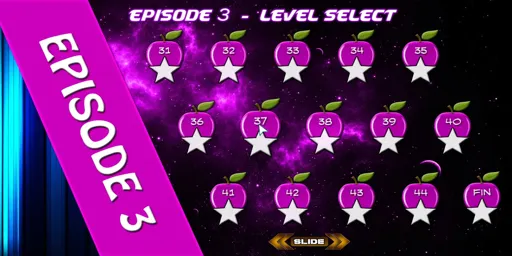 EPISODE 3 - LEVEL SELECT
EPISODE 3
31 32 33 34 35
36 37 38 39 40
41 42 43 44 FIN
SLIDE